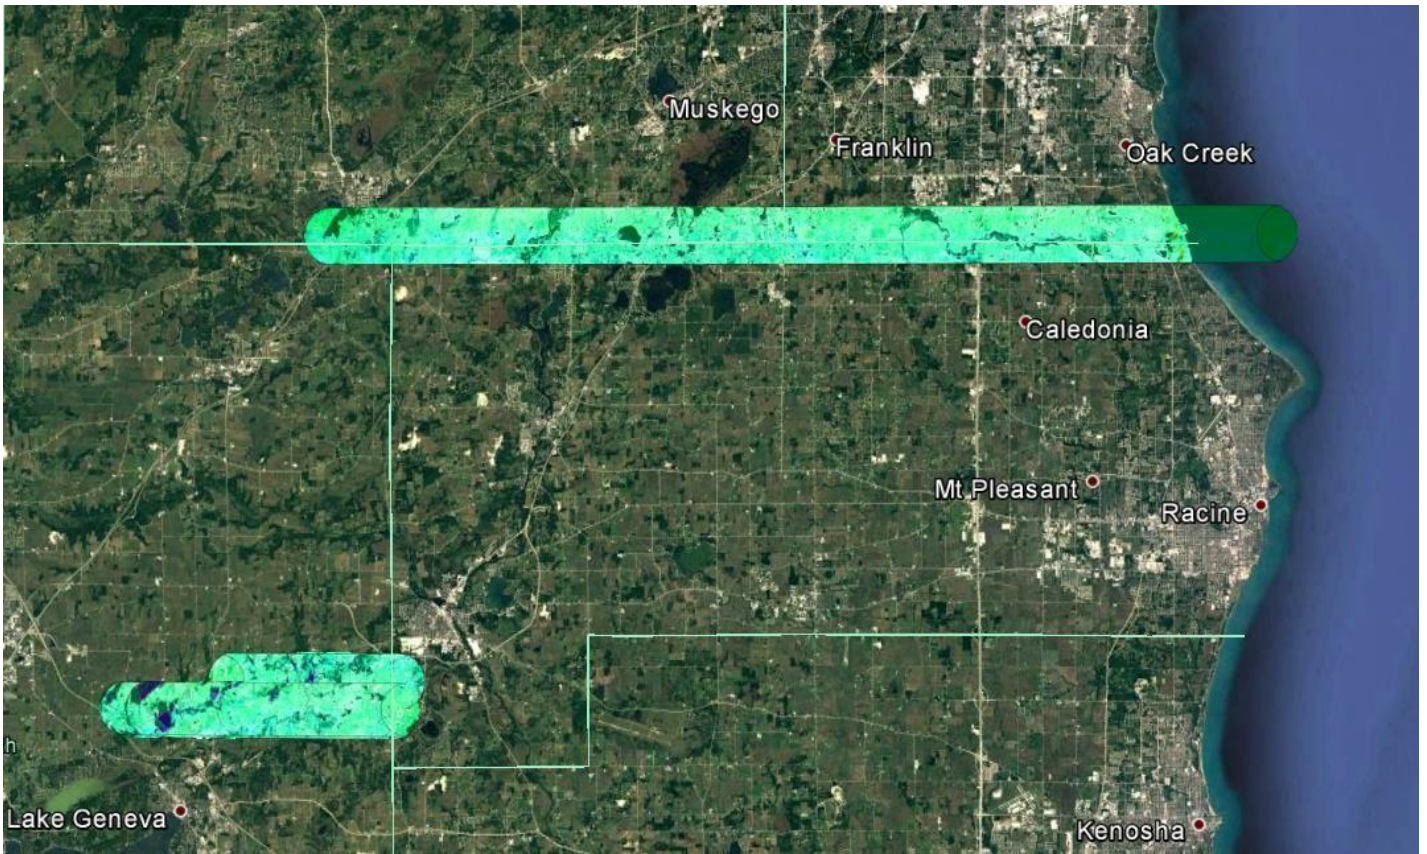 Muskego
Franklin
Oak Creek
Caledonia
Mt Pleasant
Racine
h
Lake Geneva
Kenosha